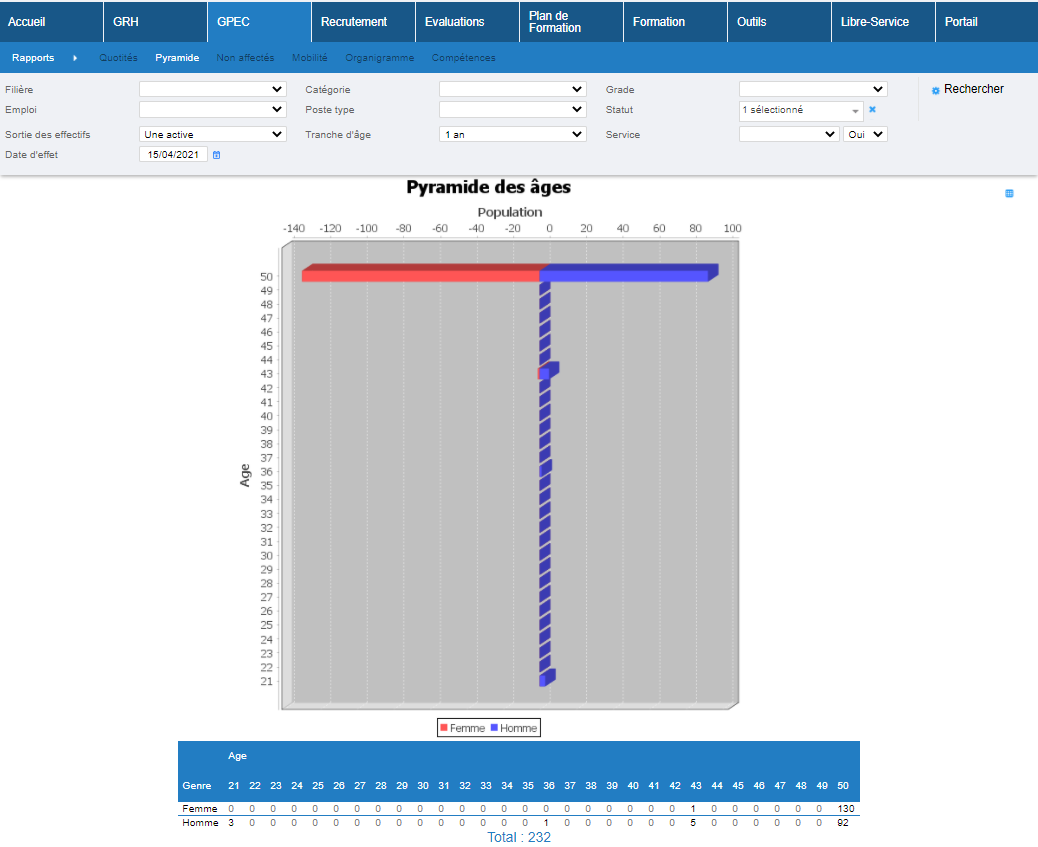 Accueil GRH GPEC Recrutement Evaluations Plan de Formation Formation Outils Libre-Service Portail
Rapports Quotités Pyramide Non affectés Mobilité Organigramme Compétences
Filière Catégorie Grade Rechercher
Emploi Poste type Statut 1 sélectionné
Sortie des effectifs Une active Tranche d'âge 1 an Service Oui
Date d'effet 15/04/2021
Pyramide des âges
Population
-140 -120 -100 -80 -60 -40 -20 0 20 40 60 80 100
50
49
48
47
46
45
44
43
42
41
40
39
38
37
36
35
34
33
32
31
30
29
28
27
26
25
24
23
22
21
Age
Femme Homme
Age
Genre 21 22 23 24 25 26 27 28 29 30 31 32 33 34 35 36 37 38 39 40 41 42 43 44 45 46 47 48 49 50
Femme 0 0 0 0 0 0 0 0 0 0 0 0 0 0 0 0 0 0 0 0 0 0 1 0 0 0 0 0 0 130
Homme 3 0 0 0 0 0 0 0 0 0 0 0 0 0 0 1 0 0 0 0 0 0 5 0 0 0 0 0 0 92
Total : 232